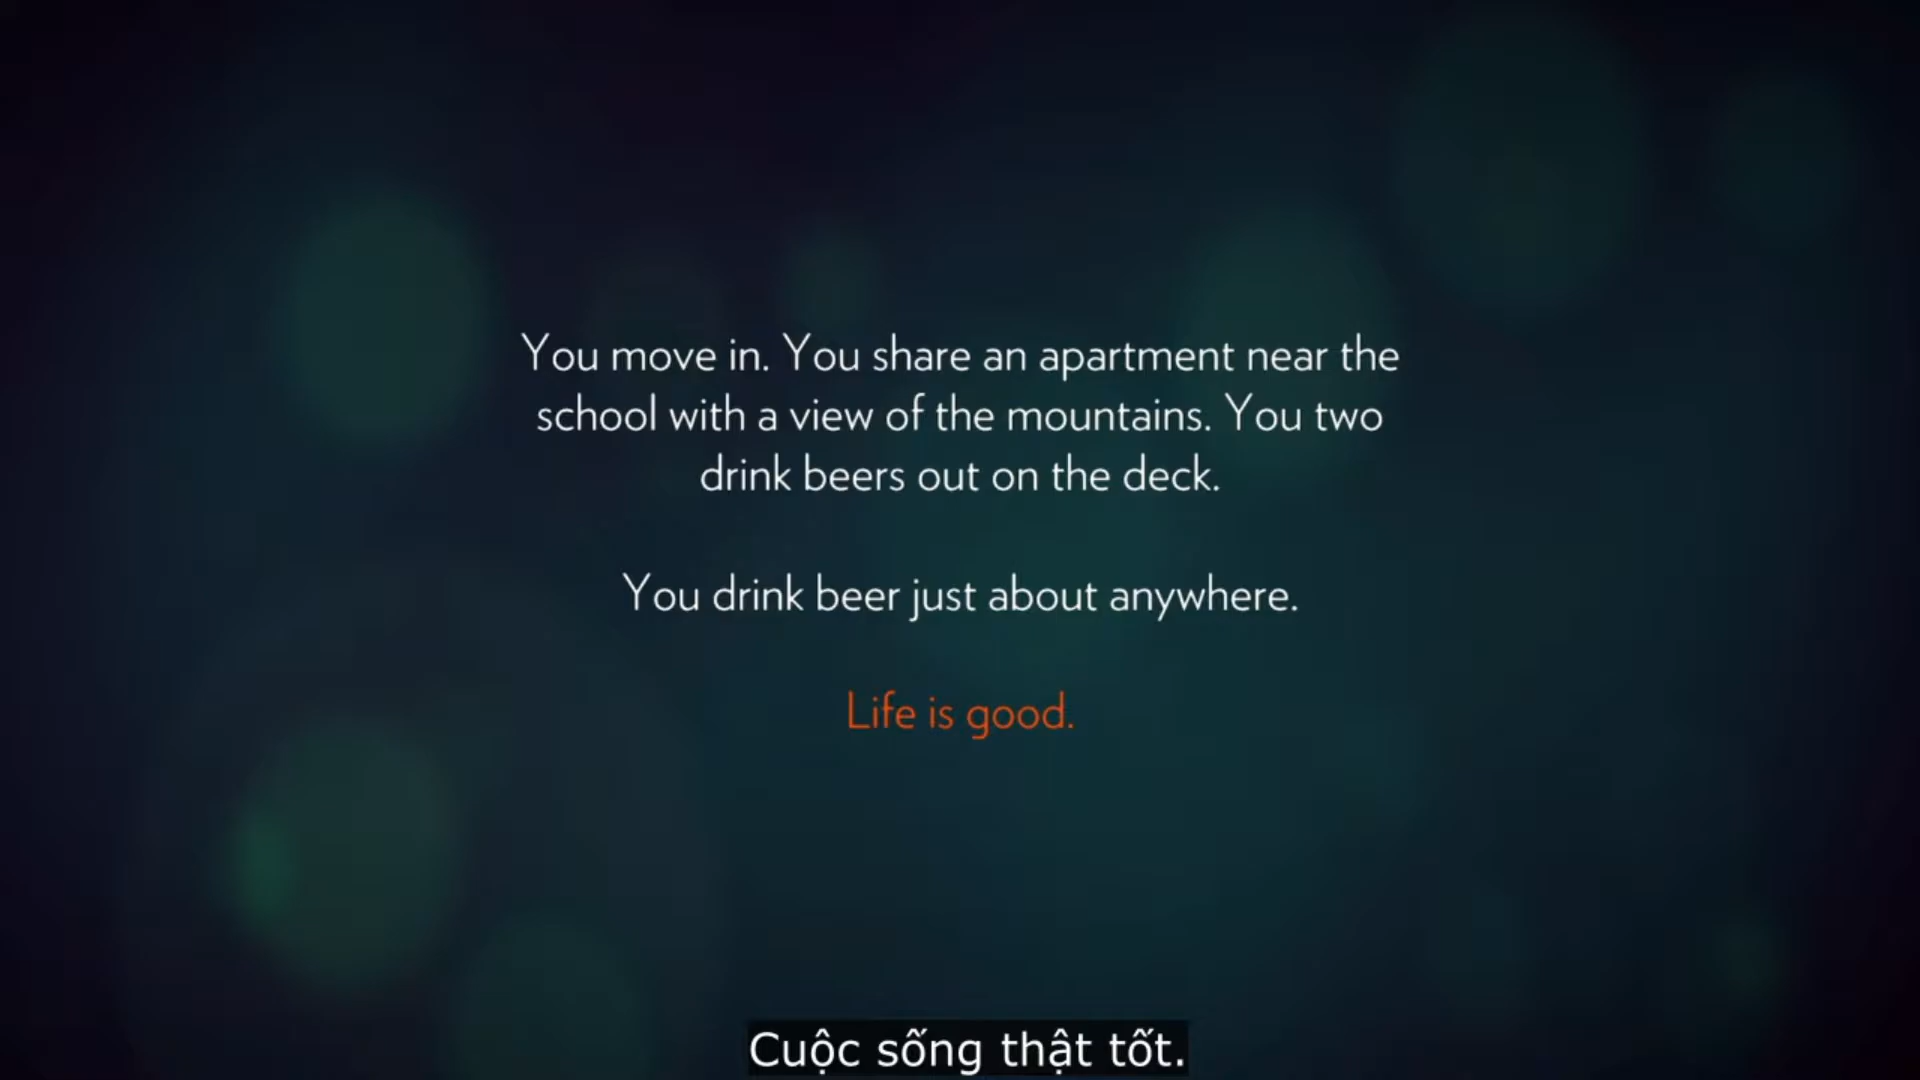 You move in. You share an apartment near the
school with a view of the mountains. You two
drink beers out on the deck.
You drink beer just about anywhere.
Life is good.
Cuộc sống thật tốt.